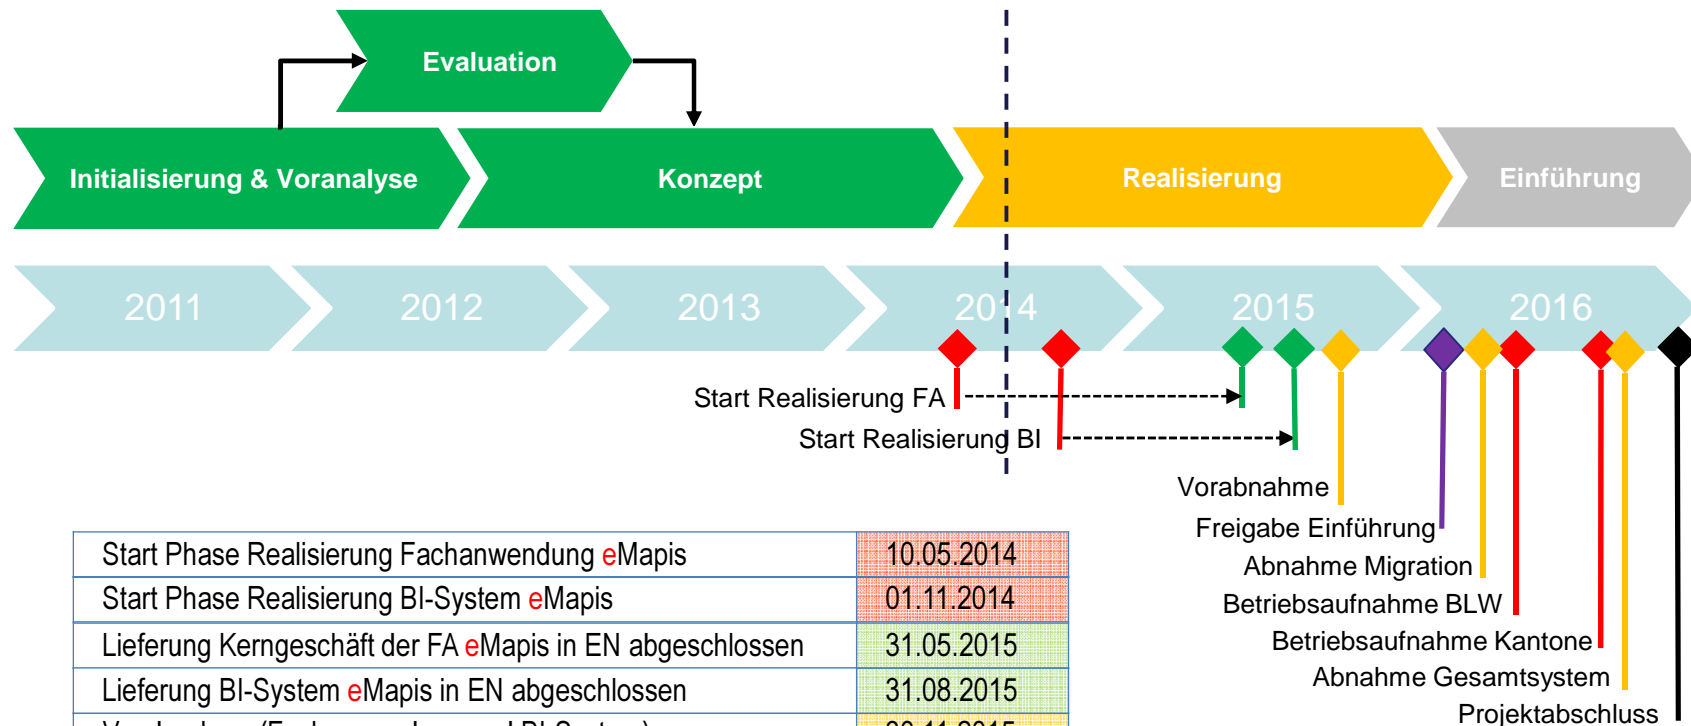 Evaluation
Initialisierung & Voranalyse
Konzept
Realisierung
Einführung
2011
2012
2013
2014
2015
2016
Start Realisierung FA
Start Realisierung BI
Vorabnahme
Freigabe Einführung
Abnahme Migration
Betriebsaufnahme BLW
Betriebsaufnahme Kantone
Abnahme Gesamtsystem
Projektabschluss
Start Phase Realisierung Fachanwendung eMapis 10.05.2014
Start Phase Realisierung BI-System eMapis 01.11.2014
Lieferung Kerngeschäft der FA eMapis in EN abgeschlossen 31.05.2015
Lieferung BI-System eMapis in EN abgeschlossen 31.08.2015